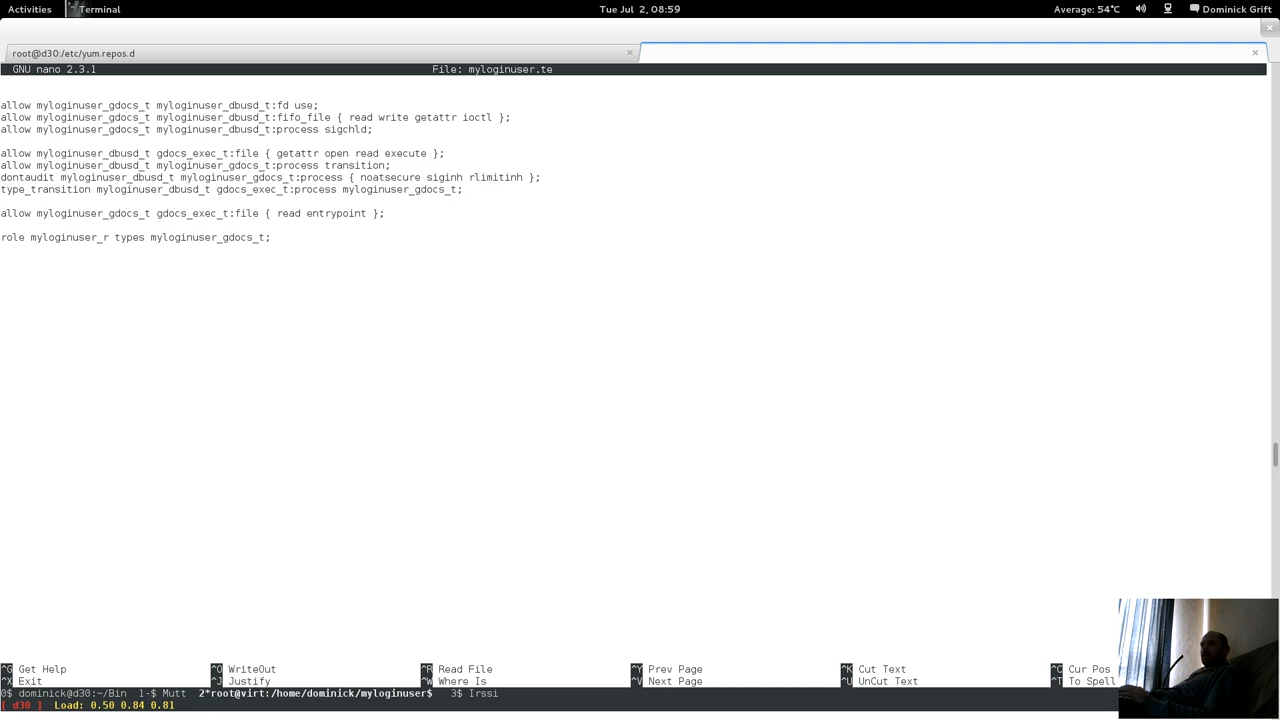 Activities Terminal Tue Jul 2, 08:59 Average: 54°C Dominick Grift
root@d30:/etc/yum.repos.d
GNU nano 2.3.1 File: myloginuser.te
allow myloginuser_gdocs_t myloginuser_dbusd_t:fd use;
allow myloginuser_gdocs_t myloginuser_dbusd_t:fifo_file { read write getattr ioctl };
allow myloginuser_gdocs_t myloginuser_dbusd_t:process sigchld;
allow myloginuser_dbusd_t gdocs_exec_t:file { getattr open read execute };
allow myloginuser_dbusd_t myloginuser_gdocs_t:process transition;
dontaudit myloginuser_dbusd_t myloginuser_gdocs_t:process { noatsecure siginh rlimitinh };
type_transition myloginuser_dbusd_t gdocs_exec_t:process myloginuser_gdocs_t;
allow myloginuser_gdocs_t gdocs_exec_t:file { read entrypoint };
role myloginuser_r types myloginuser_gdocs_t;
^G Get Help ^O WriteOut ^R Read File ^Y Prev Page ^K Cut Text ^C Cur Pos
^X Exit ^J Justify ^W Where Is ^V Next Page ^U UnCut Text ^T To Spell
0$ dominick@d30:~/Bin 1-$ Mutt 2*root@virt:/home/dominick/myloginuser$ 3$ Irssi
[ d30 ] Load: 0.50 0.84 0.81